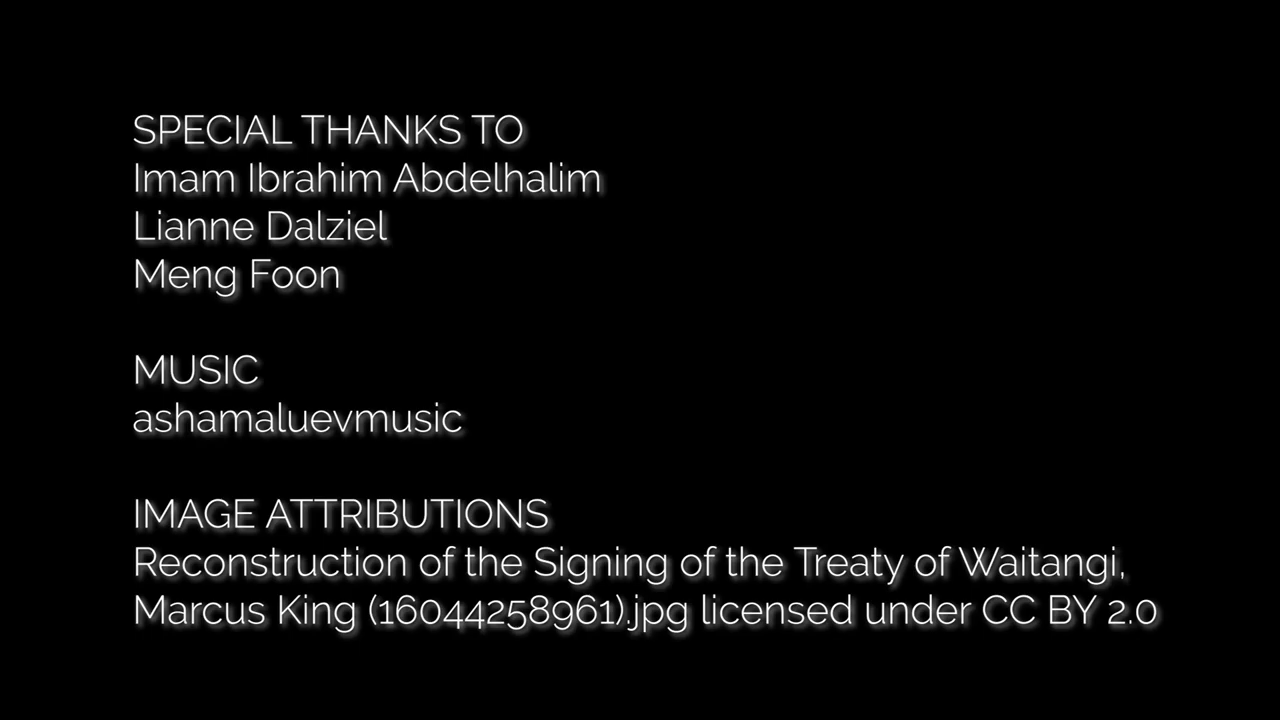 SPECIAL THANKS TO
Imam Ibrahim Abdelhalim
Lianne Dalziel
Meng Foon
MUSIC
ashamaluevmusic
IMAGE ATTRIBUTIONS
Reconstruction of the Signing of the Treaty of Waitangi,
Marcus King (16044258961).jpg licensed under CC BY 2.0